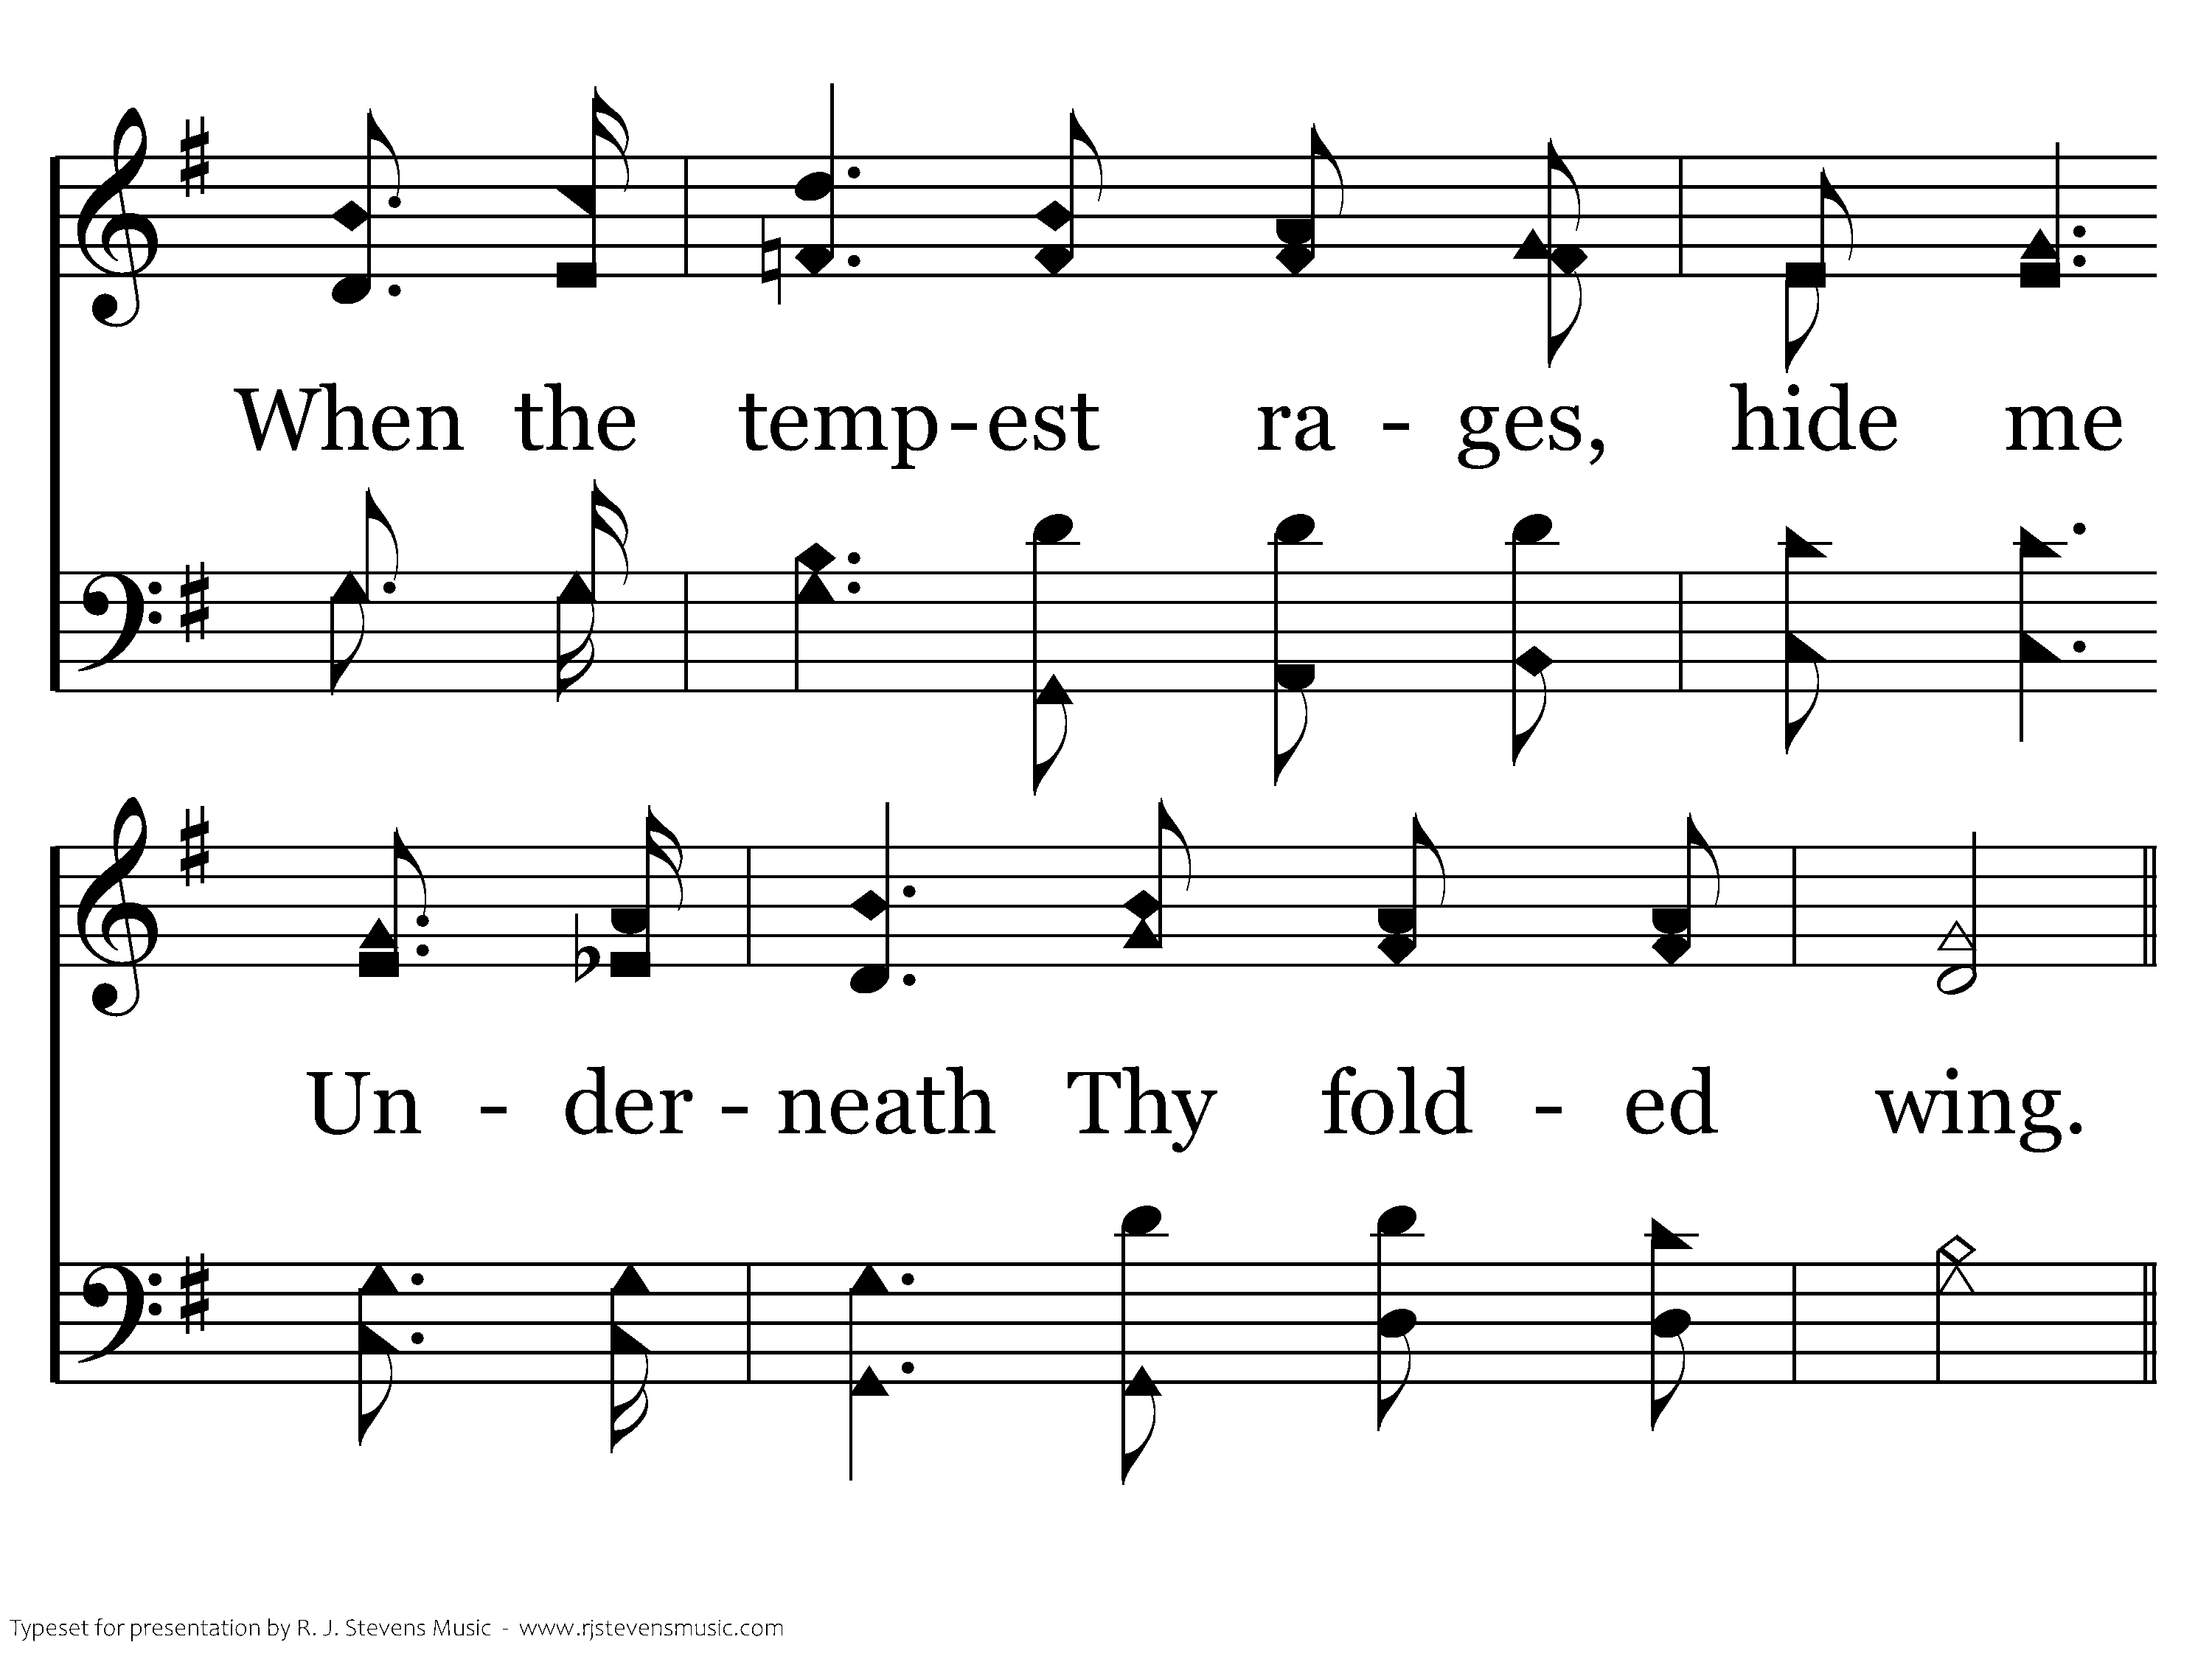 When the temp-est ra - ges, hide me
Un - der - neath Thy fold - ed wing.
Typeset for presentation by R. J. Stevens Music - www.rjstevensmusic.com